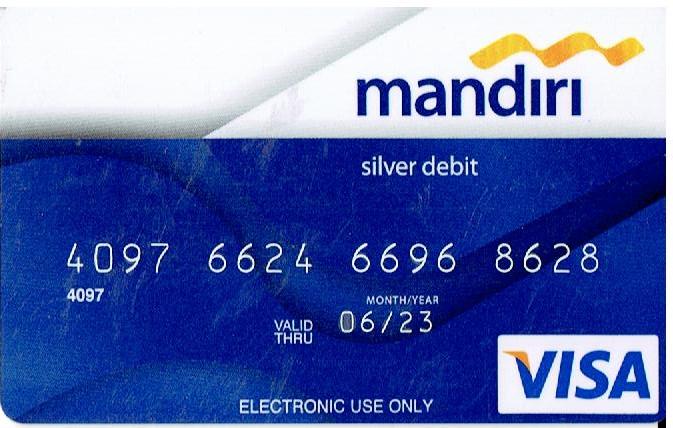 mandiri
silver debit
4097 6624 6696 8628
4097
MONTH/YEAR
VALID THRU 06/23
VISA
ELECTRONIC USE ONLY